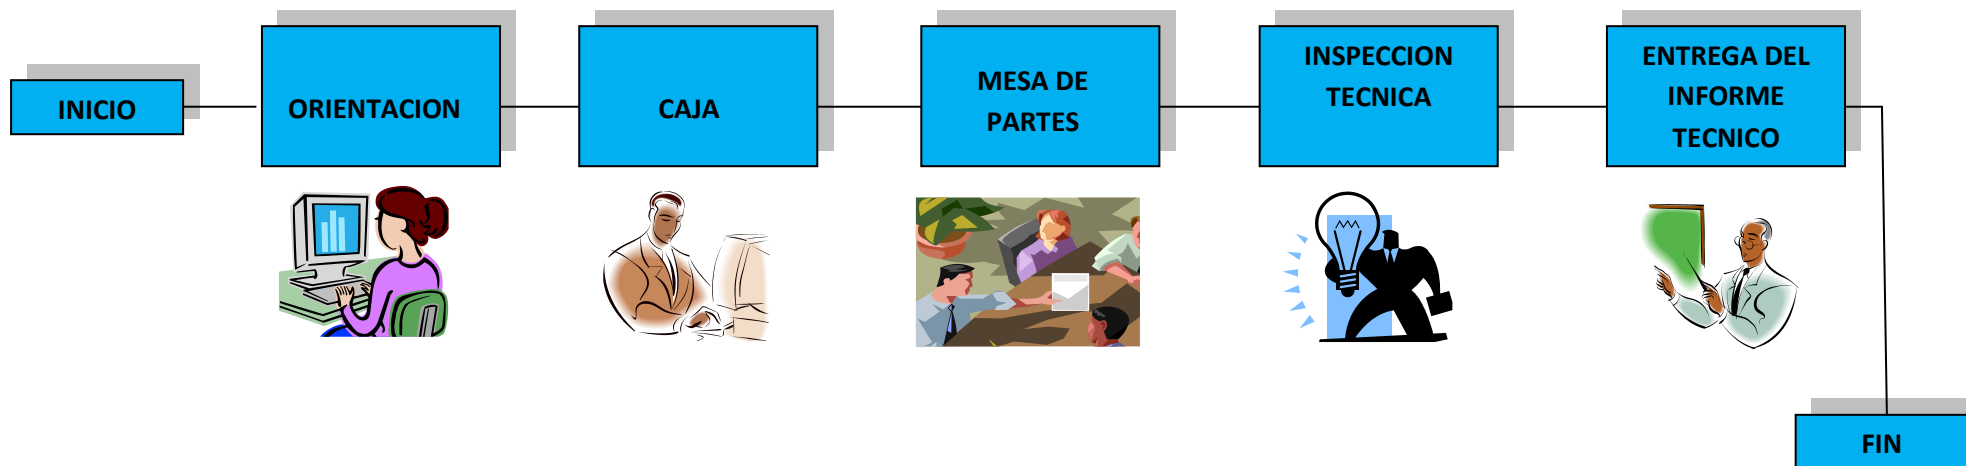 INICIO
ORIENTACION
CAJA
MESA DE
PARTES
INSPECCION
TECNICA
ENTREGA DEL
INFORME
TECNICO
FIN